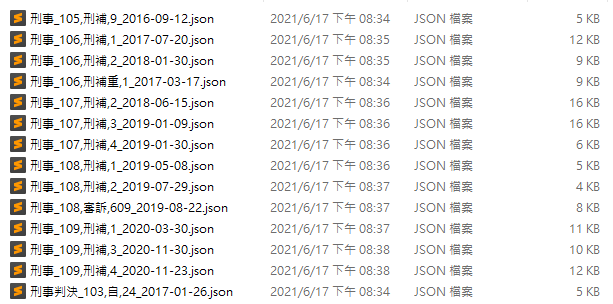 刑事_105,刑補,9_2016-09-12.json 2021/6/17 下午 08:34 JSON 檔案 5 KB
刑事_106,刑補,1_2017-07-20.json 2021/6/17 下午 08:35 JSON 檔案 12 KB
刑事_106,刑補,2_2018-01-30.json 2021/6/17 下午 08:35 JSON 檔案 9 KB
刑事_106,刑補重,1_2017-03-17.json 2021/6/17 下午 08:34 JSON 檔案 9 KB
刑事_107,刑補,2_2018-06-15.json 2021/6/17 下午 08:36 JSON 檔案 16 KB
刑事_107,刑補,3_2019-01-09.json 2021/6/17 下午 08:36 JSON 檔案 16 KB
刑事_107,刑補,4_2019-01-30.json 2021/6/17 下午 08:36 JSON 檔案 6 KB
刑事_108,刑補,1_2019-05-08.json 2021/6/17 下午 08:36 JSON 檔案 5 KB
刑事_108,刑補,2_2019-07-29.json 2021/6/17 下午 08:37 JSON 檔案 4 KB
刑事_108,審訴,609_2019-08-22.json 2021/6/17 下午 08:37 JSON 檔案 8 KB
刑事_109,刑補,1_2020-03-30.json 2021/6/17 下午 08:37 JSON 檔案 11 KB
刑事_109,刑補,3_2020-11-30.json 2021/6/17 下午 08:38 JSON 檔案 10 KB
刑事_109,刑補,4_2020-11-23.json 2021/6/17 下午 08:38 JSON 檔案 12 KB
刑事判決_103,自,24_2017-01-26.json 2021/6/17 下午 08:34 JSON 檔案 5 KB